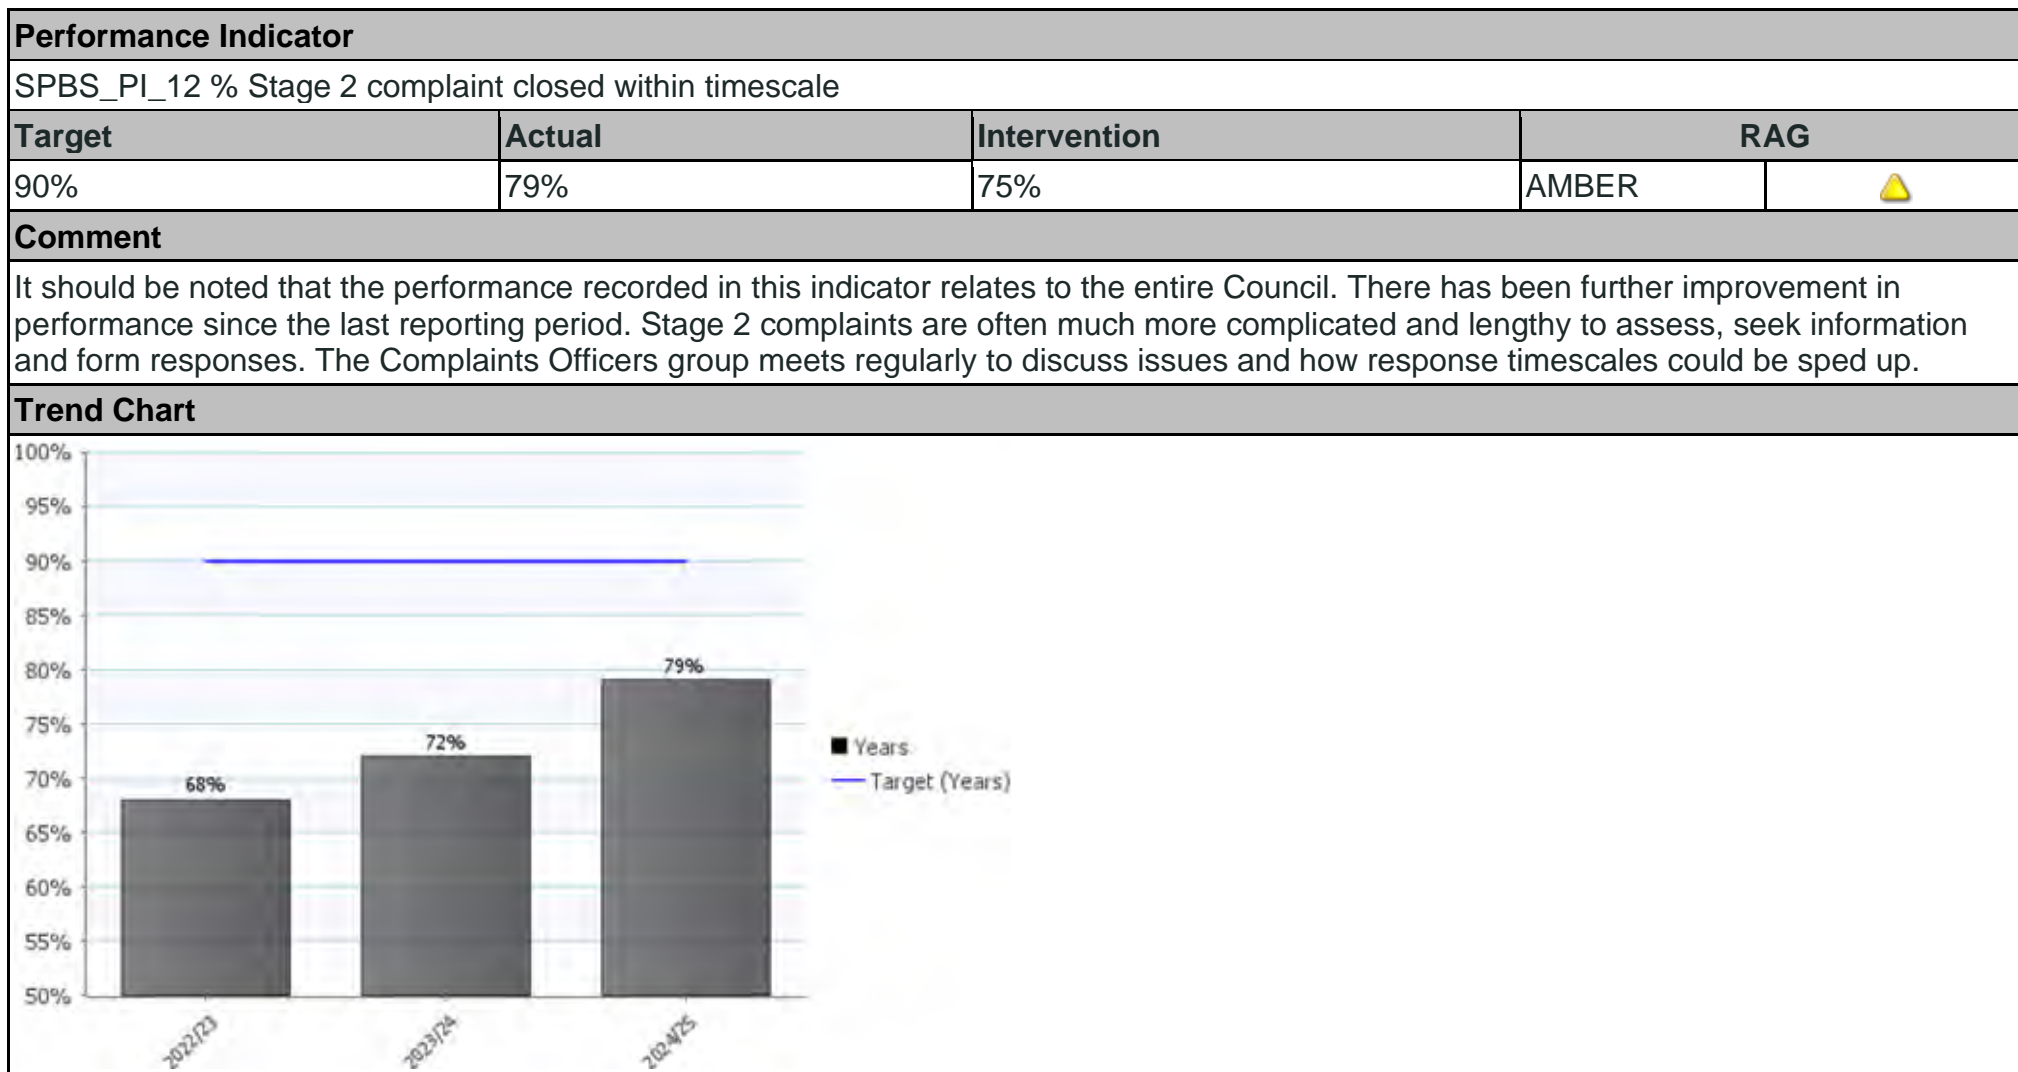 Performance Indicator
SPBS_PI_12 % Stage 2 complaint closed within timescale
Target Actual Intervention RAG
90% 79% 75% AMBER
Comment
It should be noted that the performance recorded in this indicator relates to the entire Council. There has been further improvement in
performance since the last reporting period. Stage 2 complaints are often much more complicated and lengthy to assess, seek information
and form responses. The Complaints Officers group meets regularly to discuss issues and how response timescales could be sped up.
Trend Chart
100%
95%
90%
85%
80%
75%
70%
65%
60%
55%
50%
68%
72%
79%
2022/23
2023/24
2024/25
Years
Target (Years)